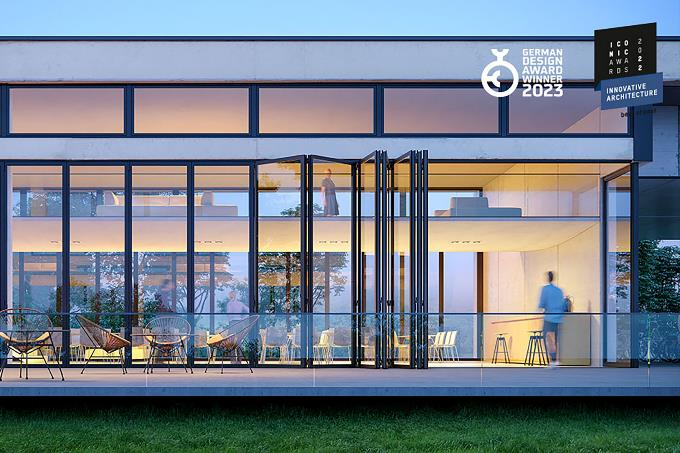 GERMAN
DESIGN
AWARD
WINNER
2023
ICO
NIC
AWA
RDS
2022
INNOVATIVE
ARCHITECTURE